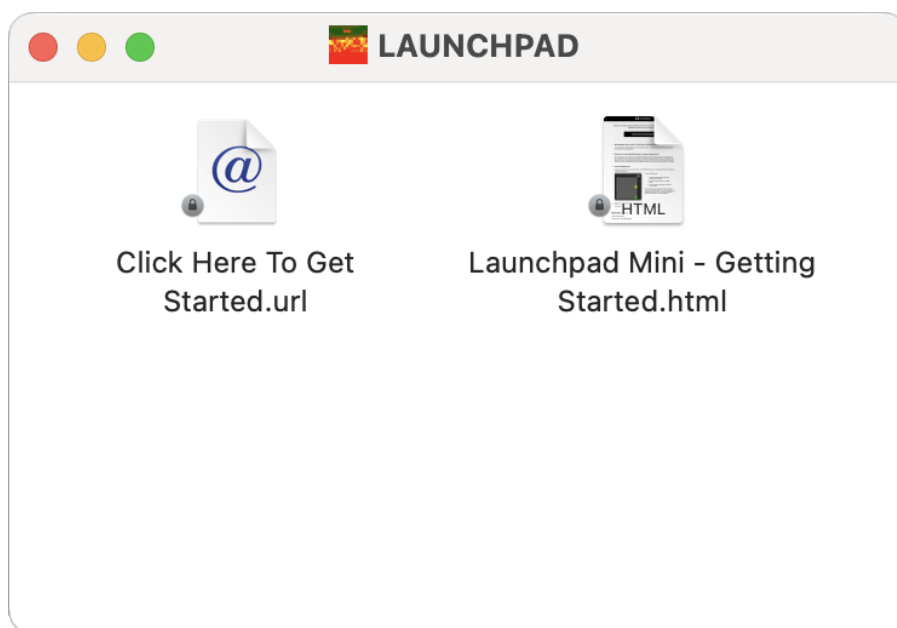 LAUNCHPAD
Click Here To Get
Started.url
HTML
Launchpad Mini - Getting
Started.html